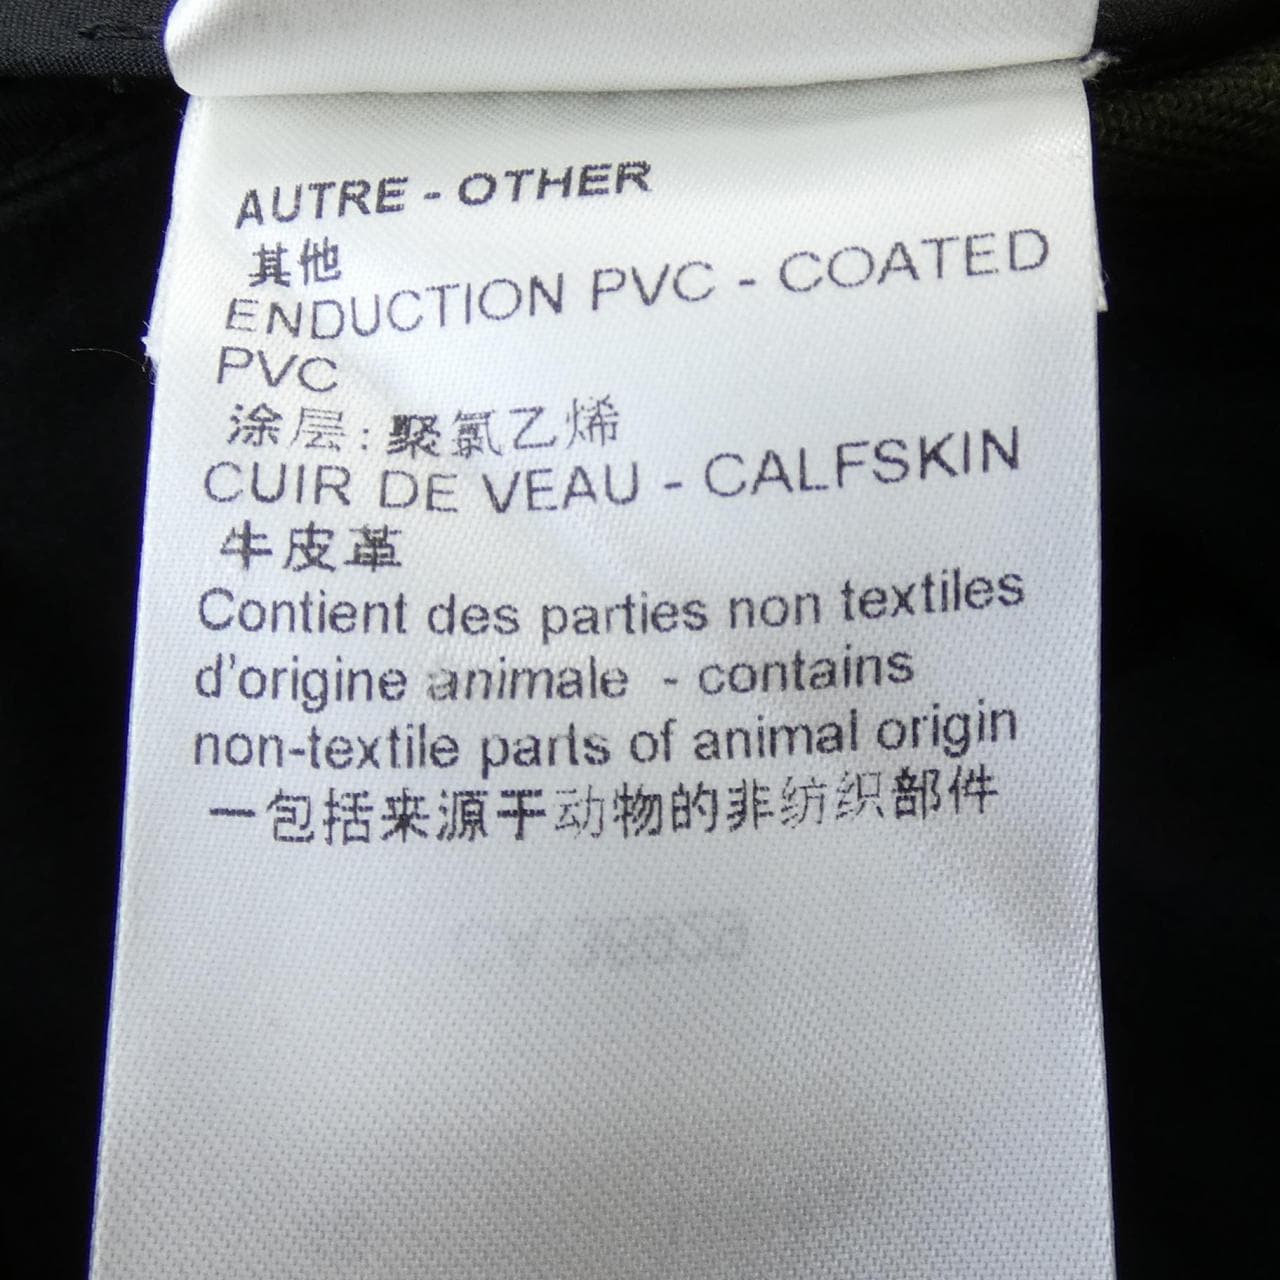 AUTRE - OTHER
其他
ENDUCTION PVC - COATED
PVC
涂层：聚氯乙烯
CUIR DE VEAU - CALFSKIN
牛皮革
Contient des parties non textiles
d'origine animale - contains
non-textile parts of animal origin
一包括来源于动物的非纺织部件